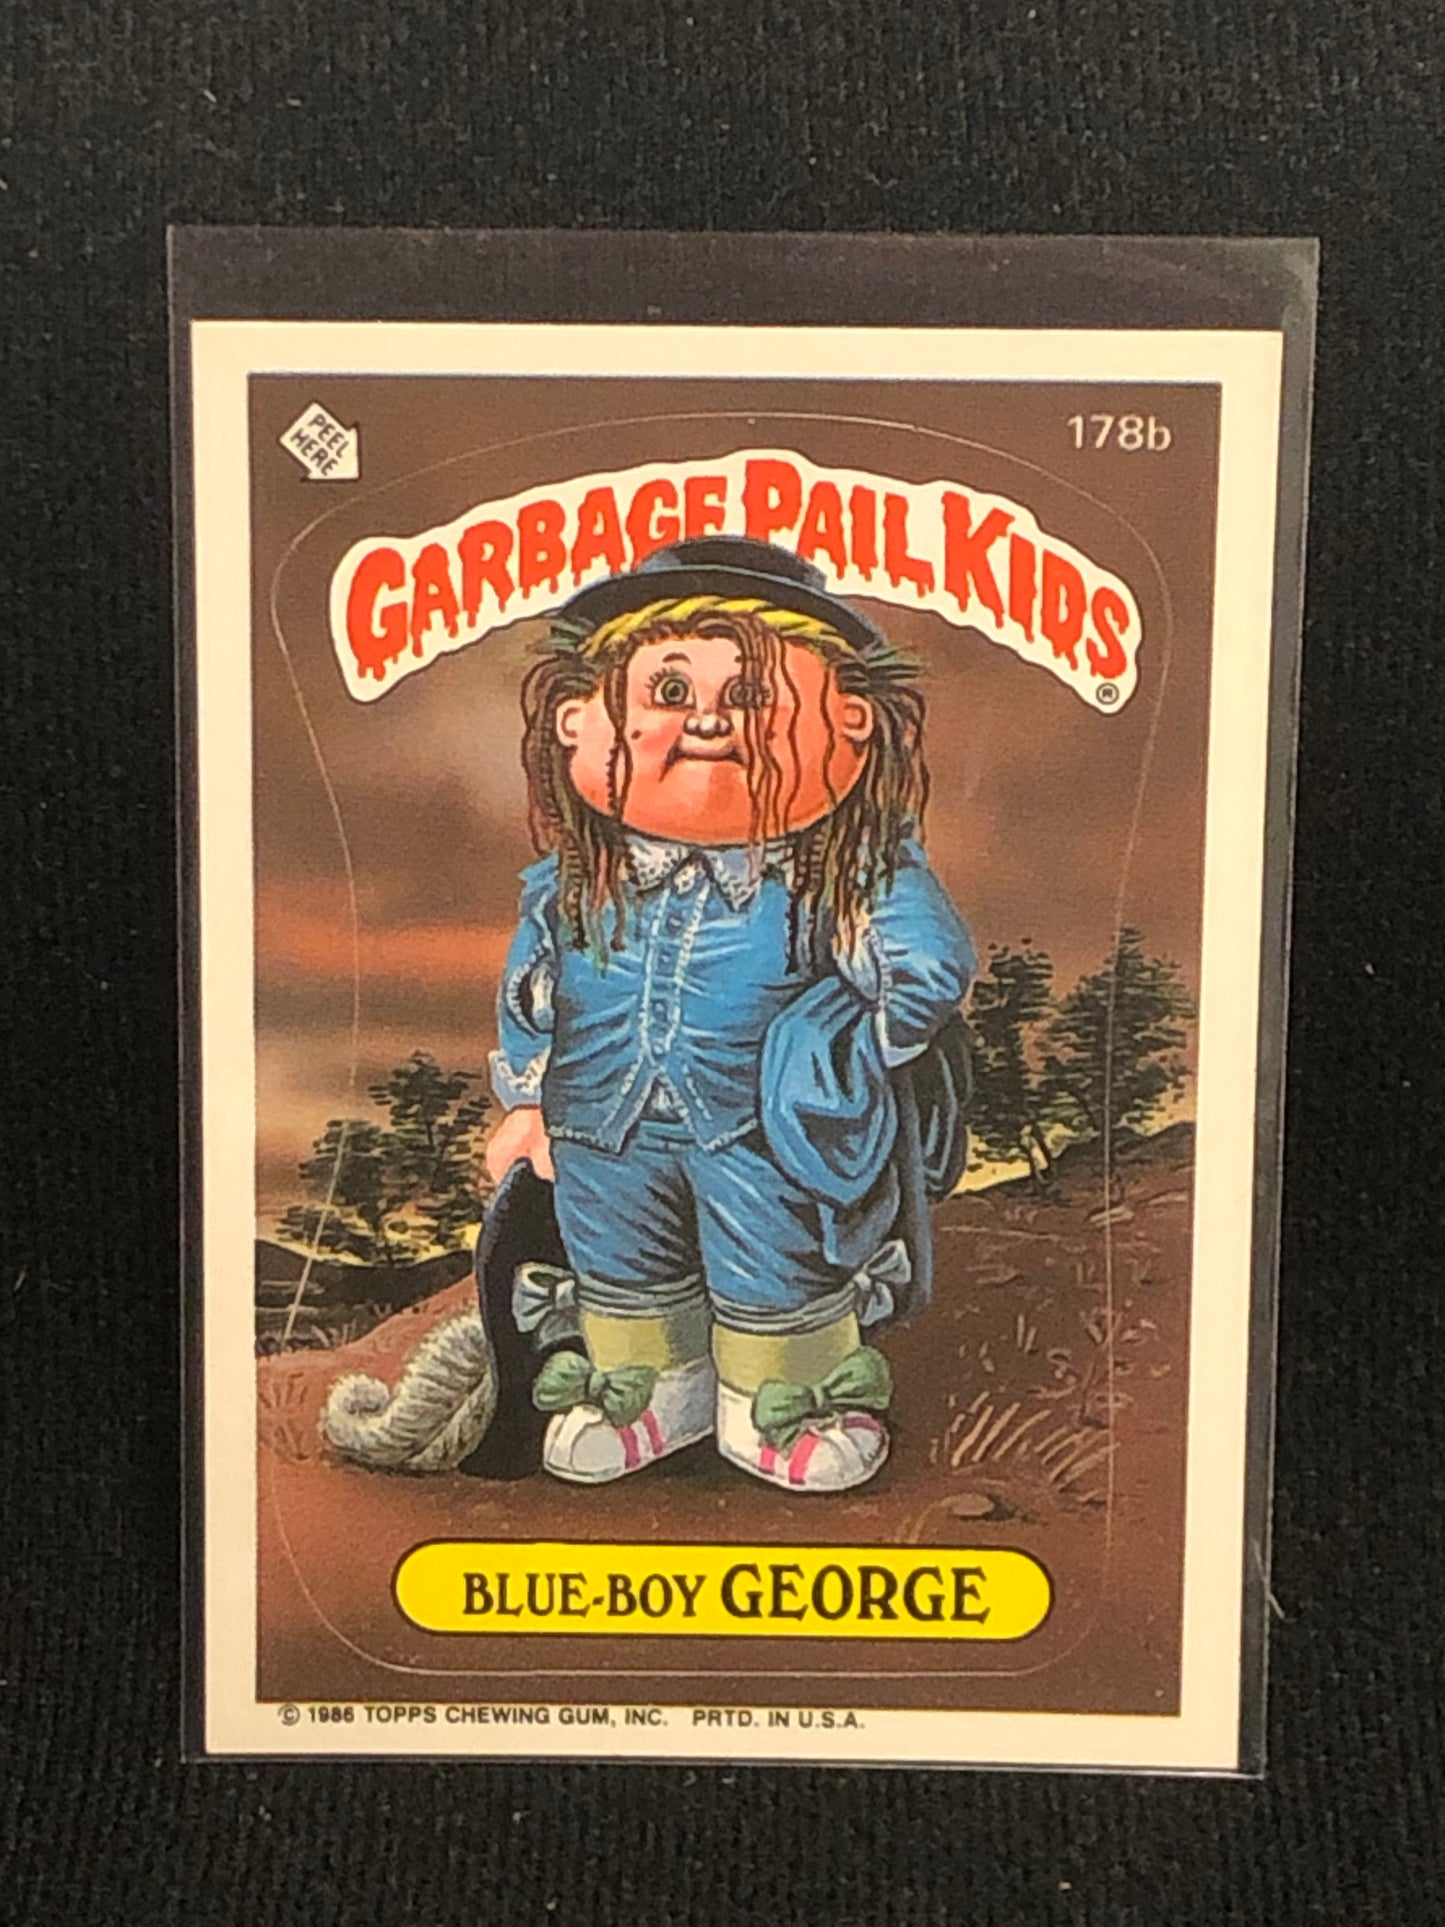 PEEL
HERE
178b
GARBAGE PAIL KIDS
®
BLUE-BOY GEORGE
© 1986 TOPPS CHEWING GUM, INC. PRTD. IN U.S.A.